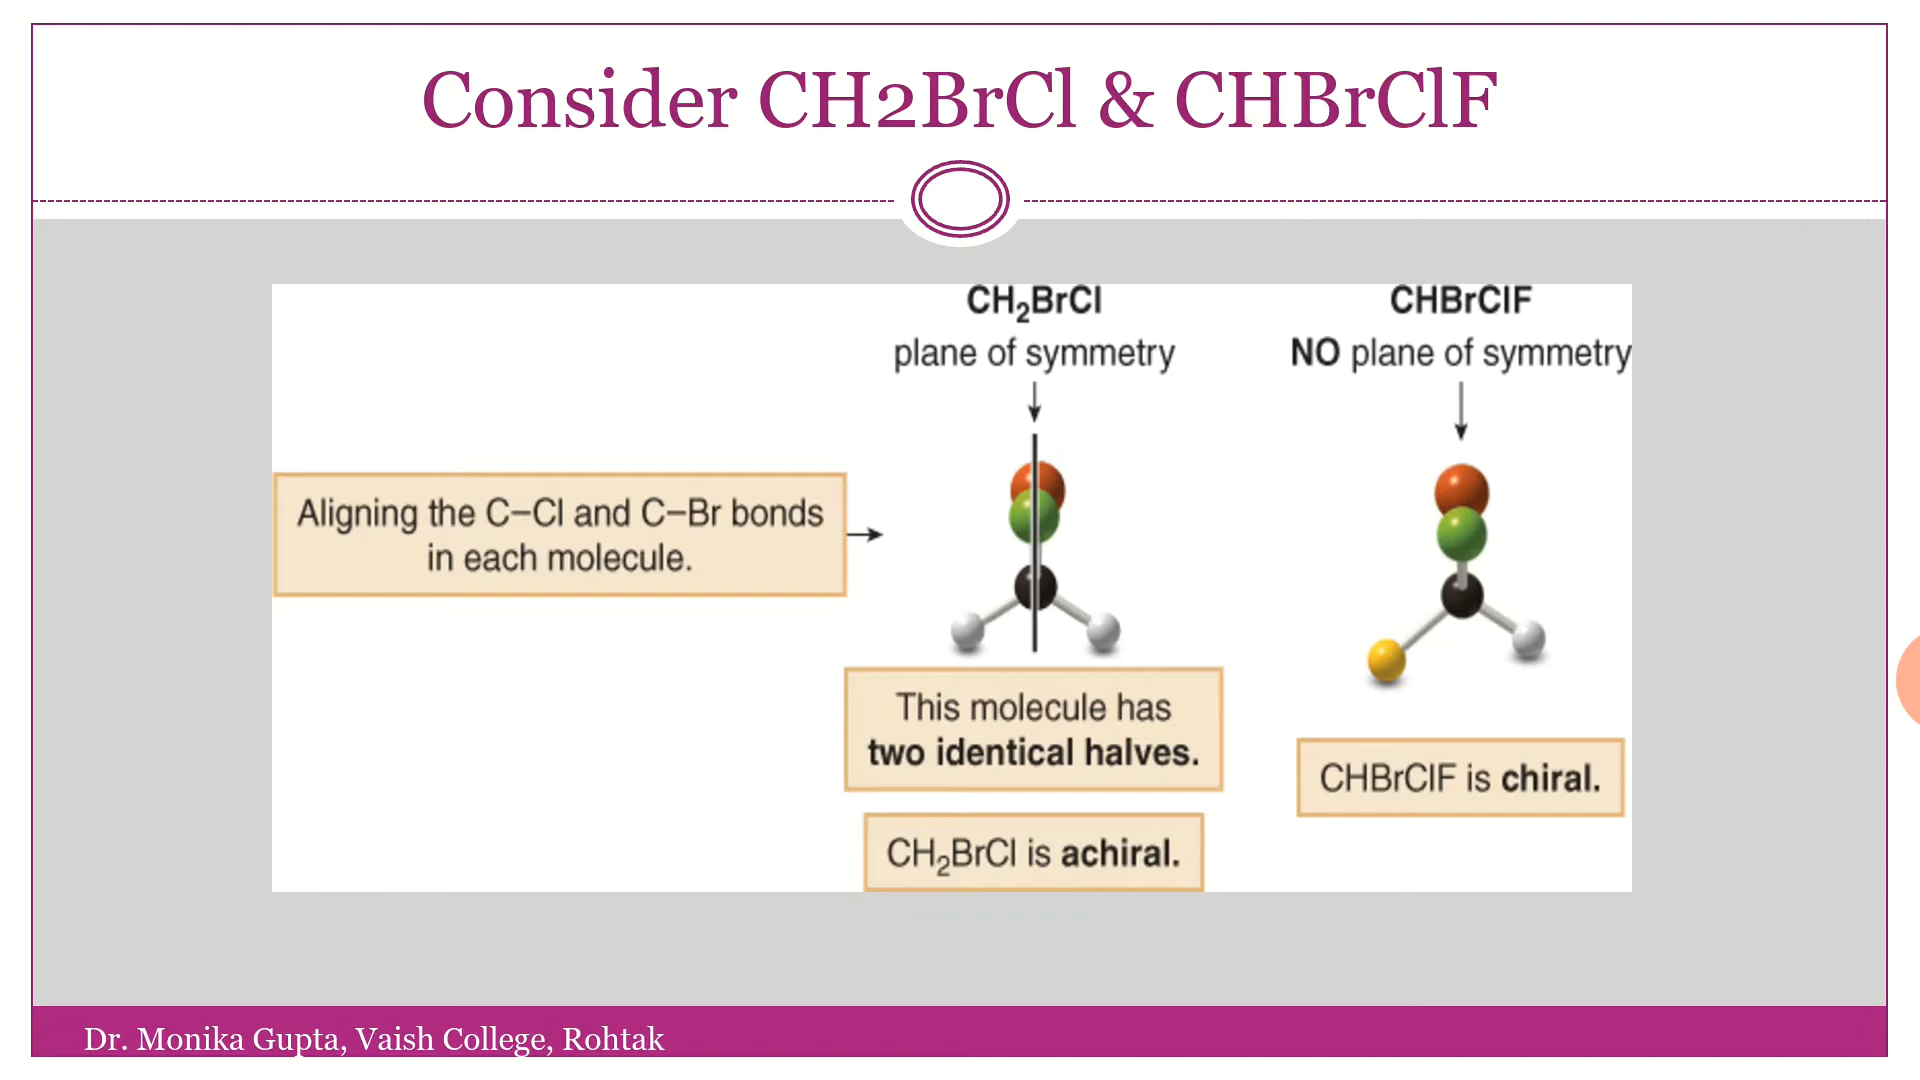 Consider CH2BrCl & CHBrClF
CH₂BrCl
plane of symmetry
CHBrClF
NO plane of symmetry
Aligning the C–Cl and C–Br bonds
in each molecule.
This molecule has
two identical halves.
CH₂BrCl is achiral.
CHBrClF is chiral.
Dr. Monika Gupta, Vaish College, Rohtak